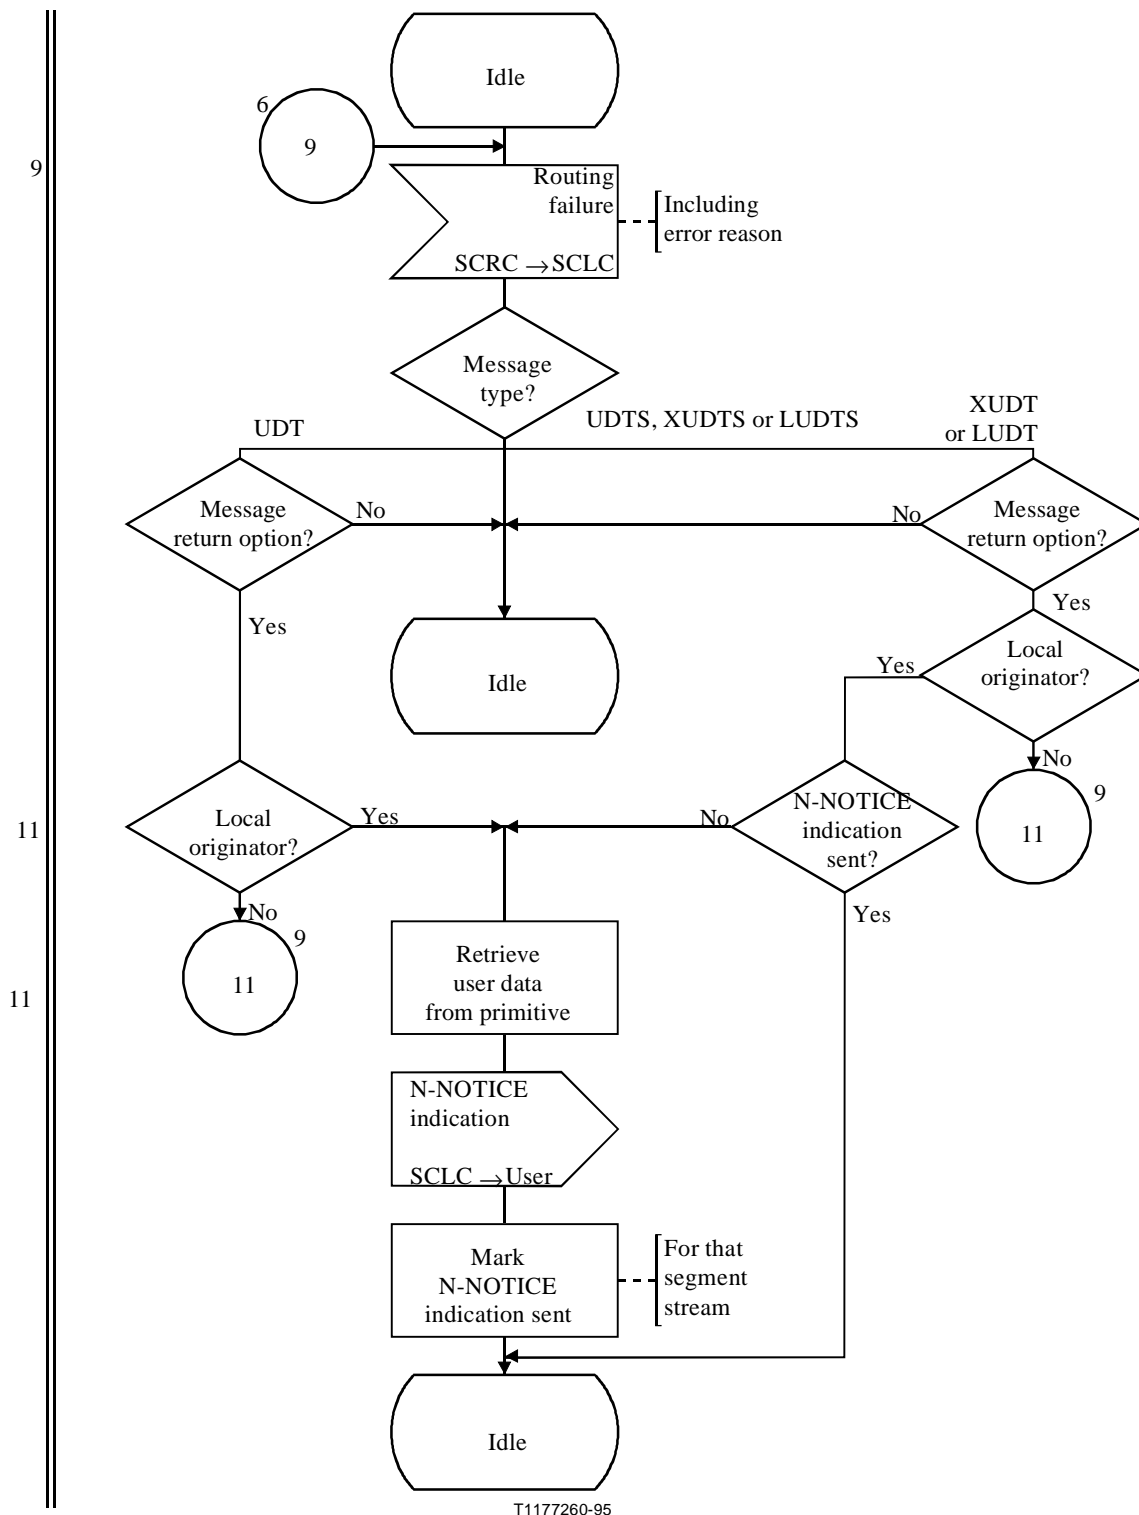 Idle
6
9
9
Routing
failure
SCRC → SCLC
Including
error reason
Message
type?
UDT
UDTS, XUDTS or LUDTS
XUDT
or LUDT
Message
return option?
No
No
Message
return option?
Yes
Yes
Idle
Yes
Local
originator?
No
11
Local
originator?
Yes
No
N-NOTICE
indication
sent?
9
11
No
9
11
Yes
11
Retrieve
user data
from primitive
N-NOTICE
indication
SCLC → User
Mark
N-NOTICE
indication sent
For that
segment
stream
Idle
T1177260-95